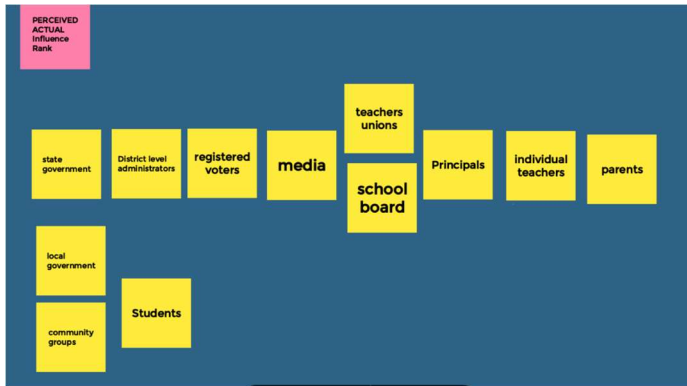 PERCEIVED
ACTUAL
Influence
Rank
teachers
unions
state
government
District level
administrators
registered
voters
media
school
board
Principals
individual
teachers
parents
local
government
Students
community
groups